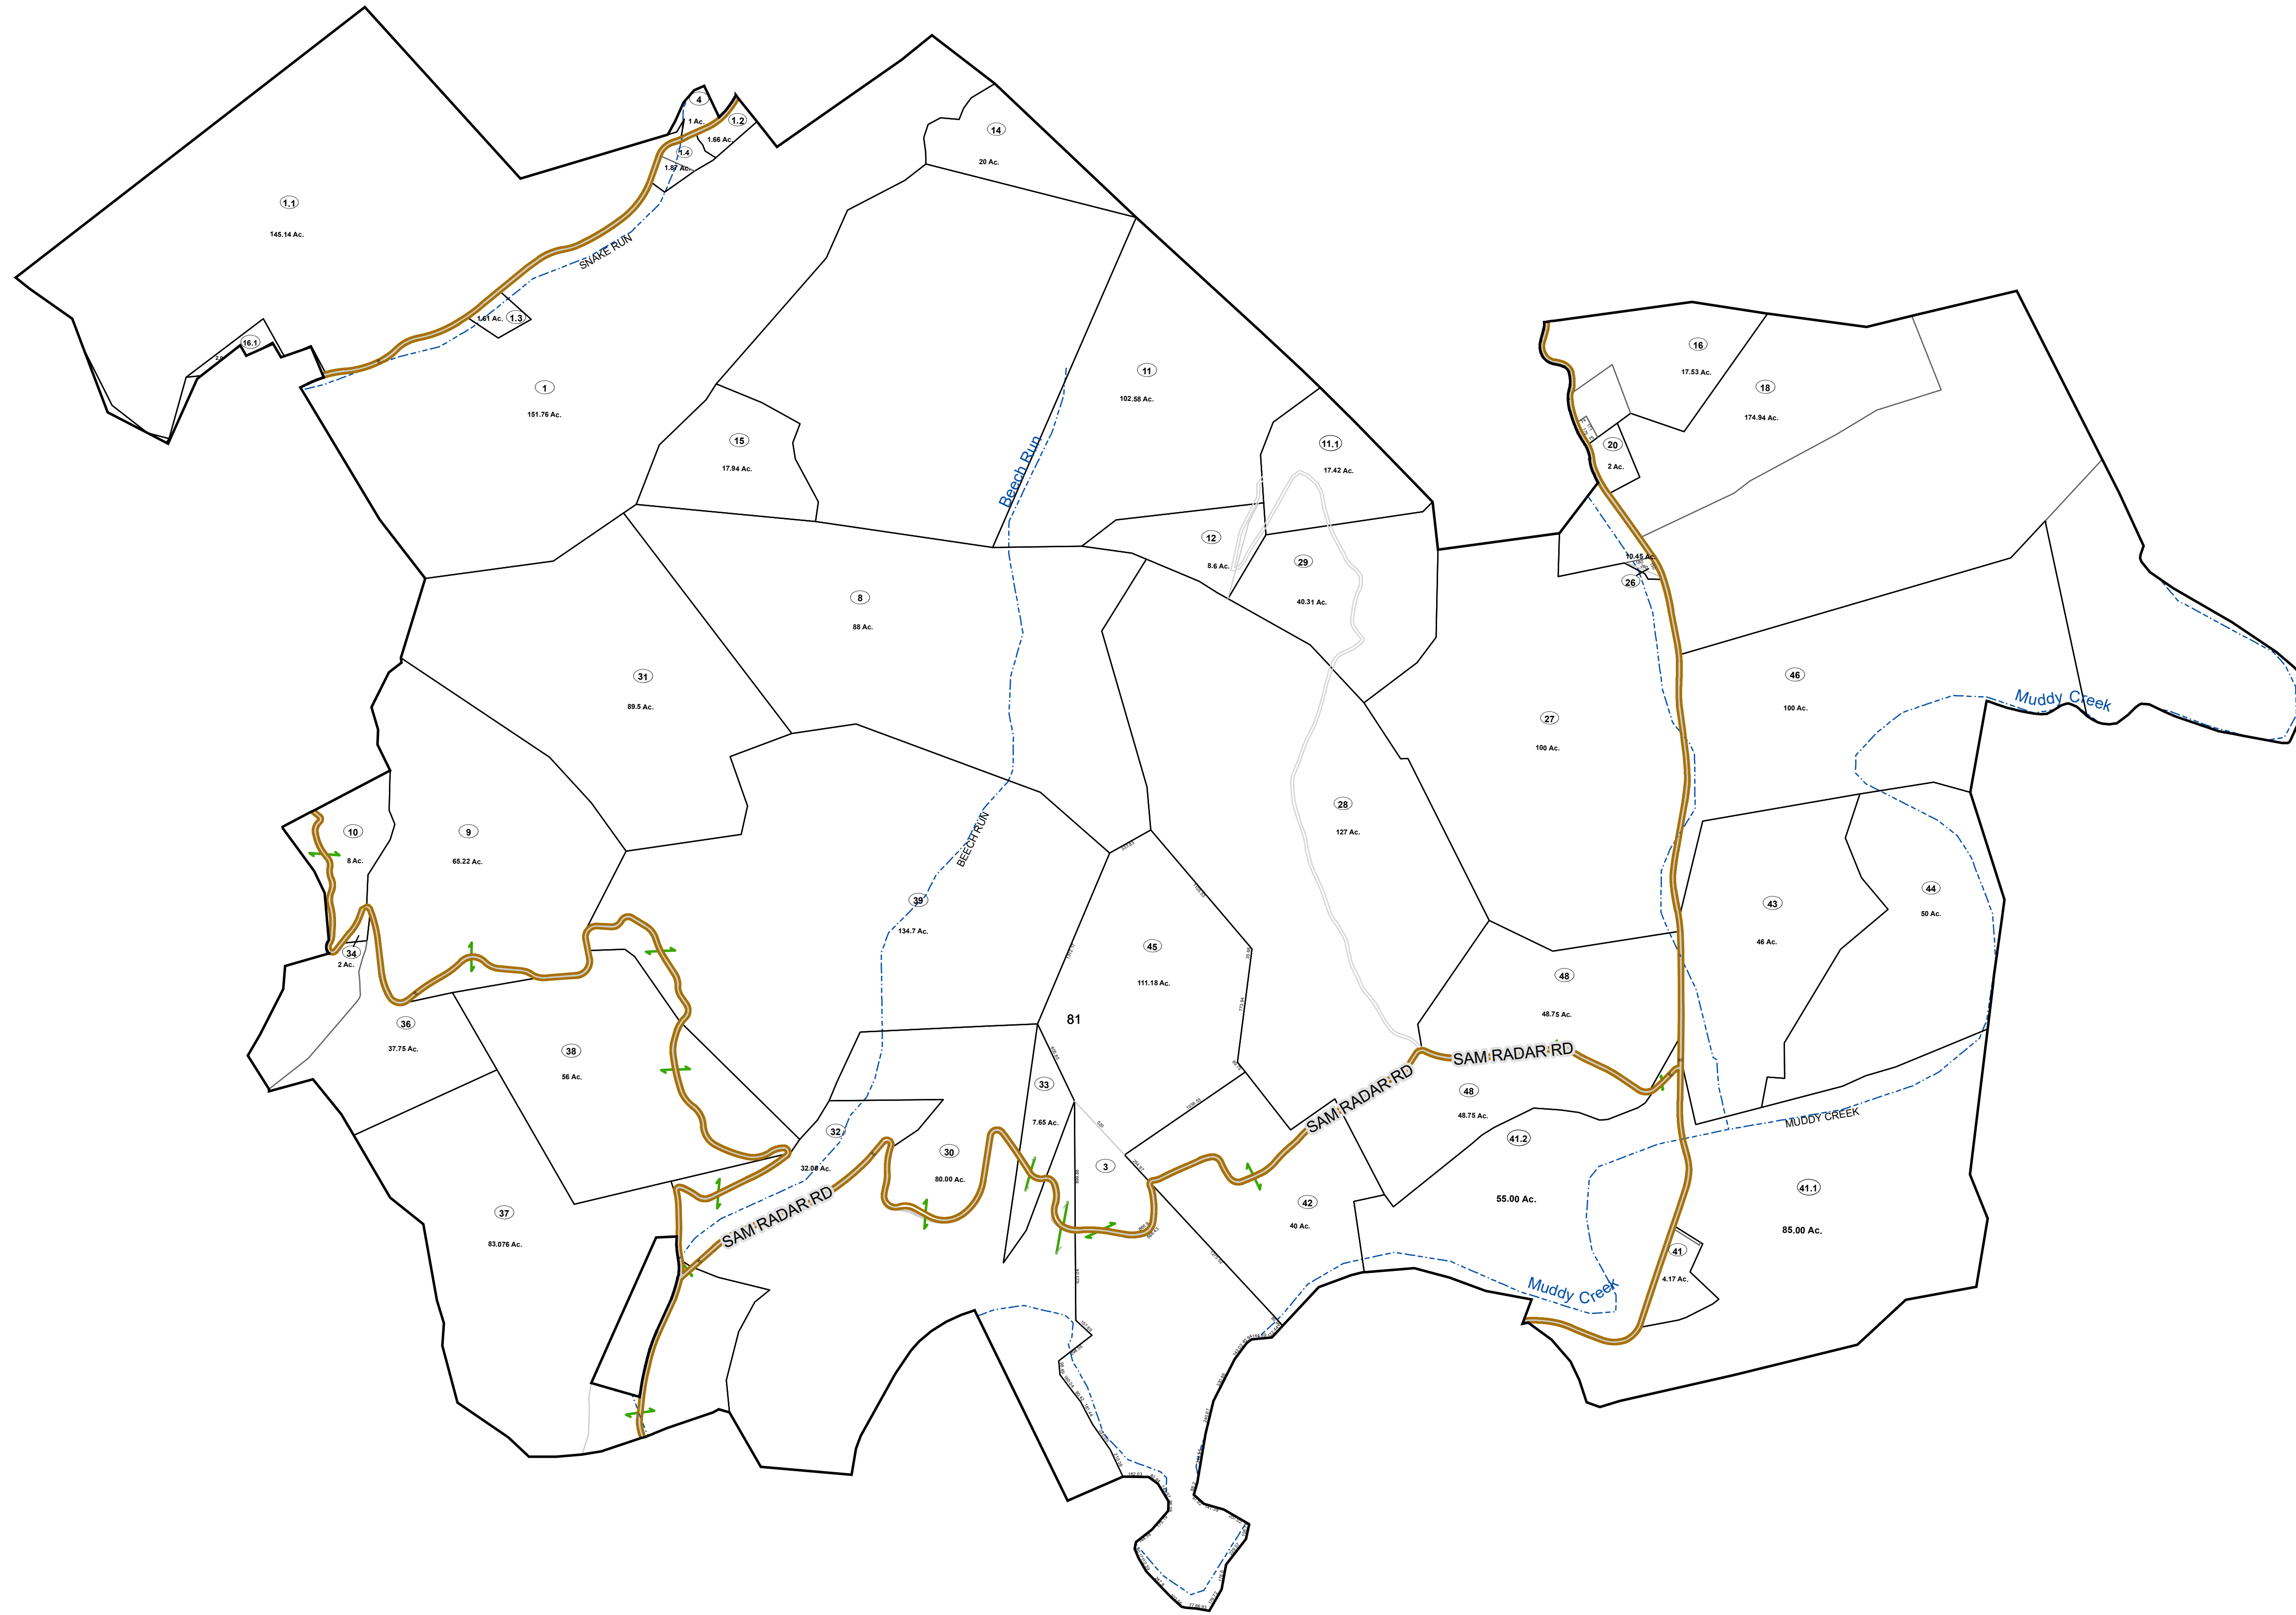 4
1 Ac.
1.2
1.66 Ac.
1.4
1.87 Ac.
14
20 Ac.
1.1
145.14 Ac.
SNAKE RUN
1.61 Ac.
1.3
16.1
1
151.76 Ac.
11
102.58 Ac.
16
17.53 Ac.
18
174.94 Ac.
15
17.94 Ac.
Beech Run
11.1
17.42 Ac.
20
2 Ac.
12
8.6 Ac.
29
40.31 Ac.
10.45 Ac.
26
8
88 Ac.
31
89.5 Ac.
46
100 Ac.
Muddy Creek
27
100 Ac.
28
127 Ac.
10
8 Ac.
9
65.22 Ac.
BEECH RUN
39
134.7 Ac.
43
46 Ac.
44
50 Ac.
34
2 Ac.
45
111.18 Ac.
48
48.75 Ac.
36
37.75 Ac.
81
38
56 Ac.
SAM RADAR RD
SAM RADAR RD
48
48.75 Ac.
33
7.65 Ac.
MUDDY CREEK
32
32.08 Ac.
30
80.00 Ac.
3
41.2
55.00 Ac.
41.1
85.00 Ac.
37
83.076 Ac.
SAM RADAR RD
42
40 Ac.
41
4.17 Ac.
Muddy Creek
182.03